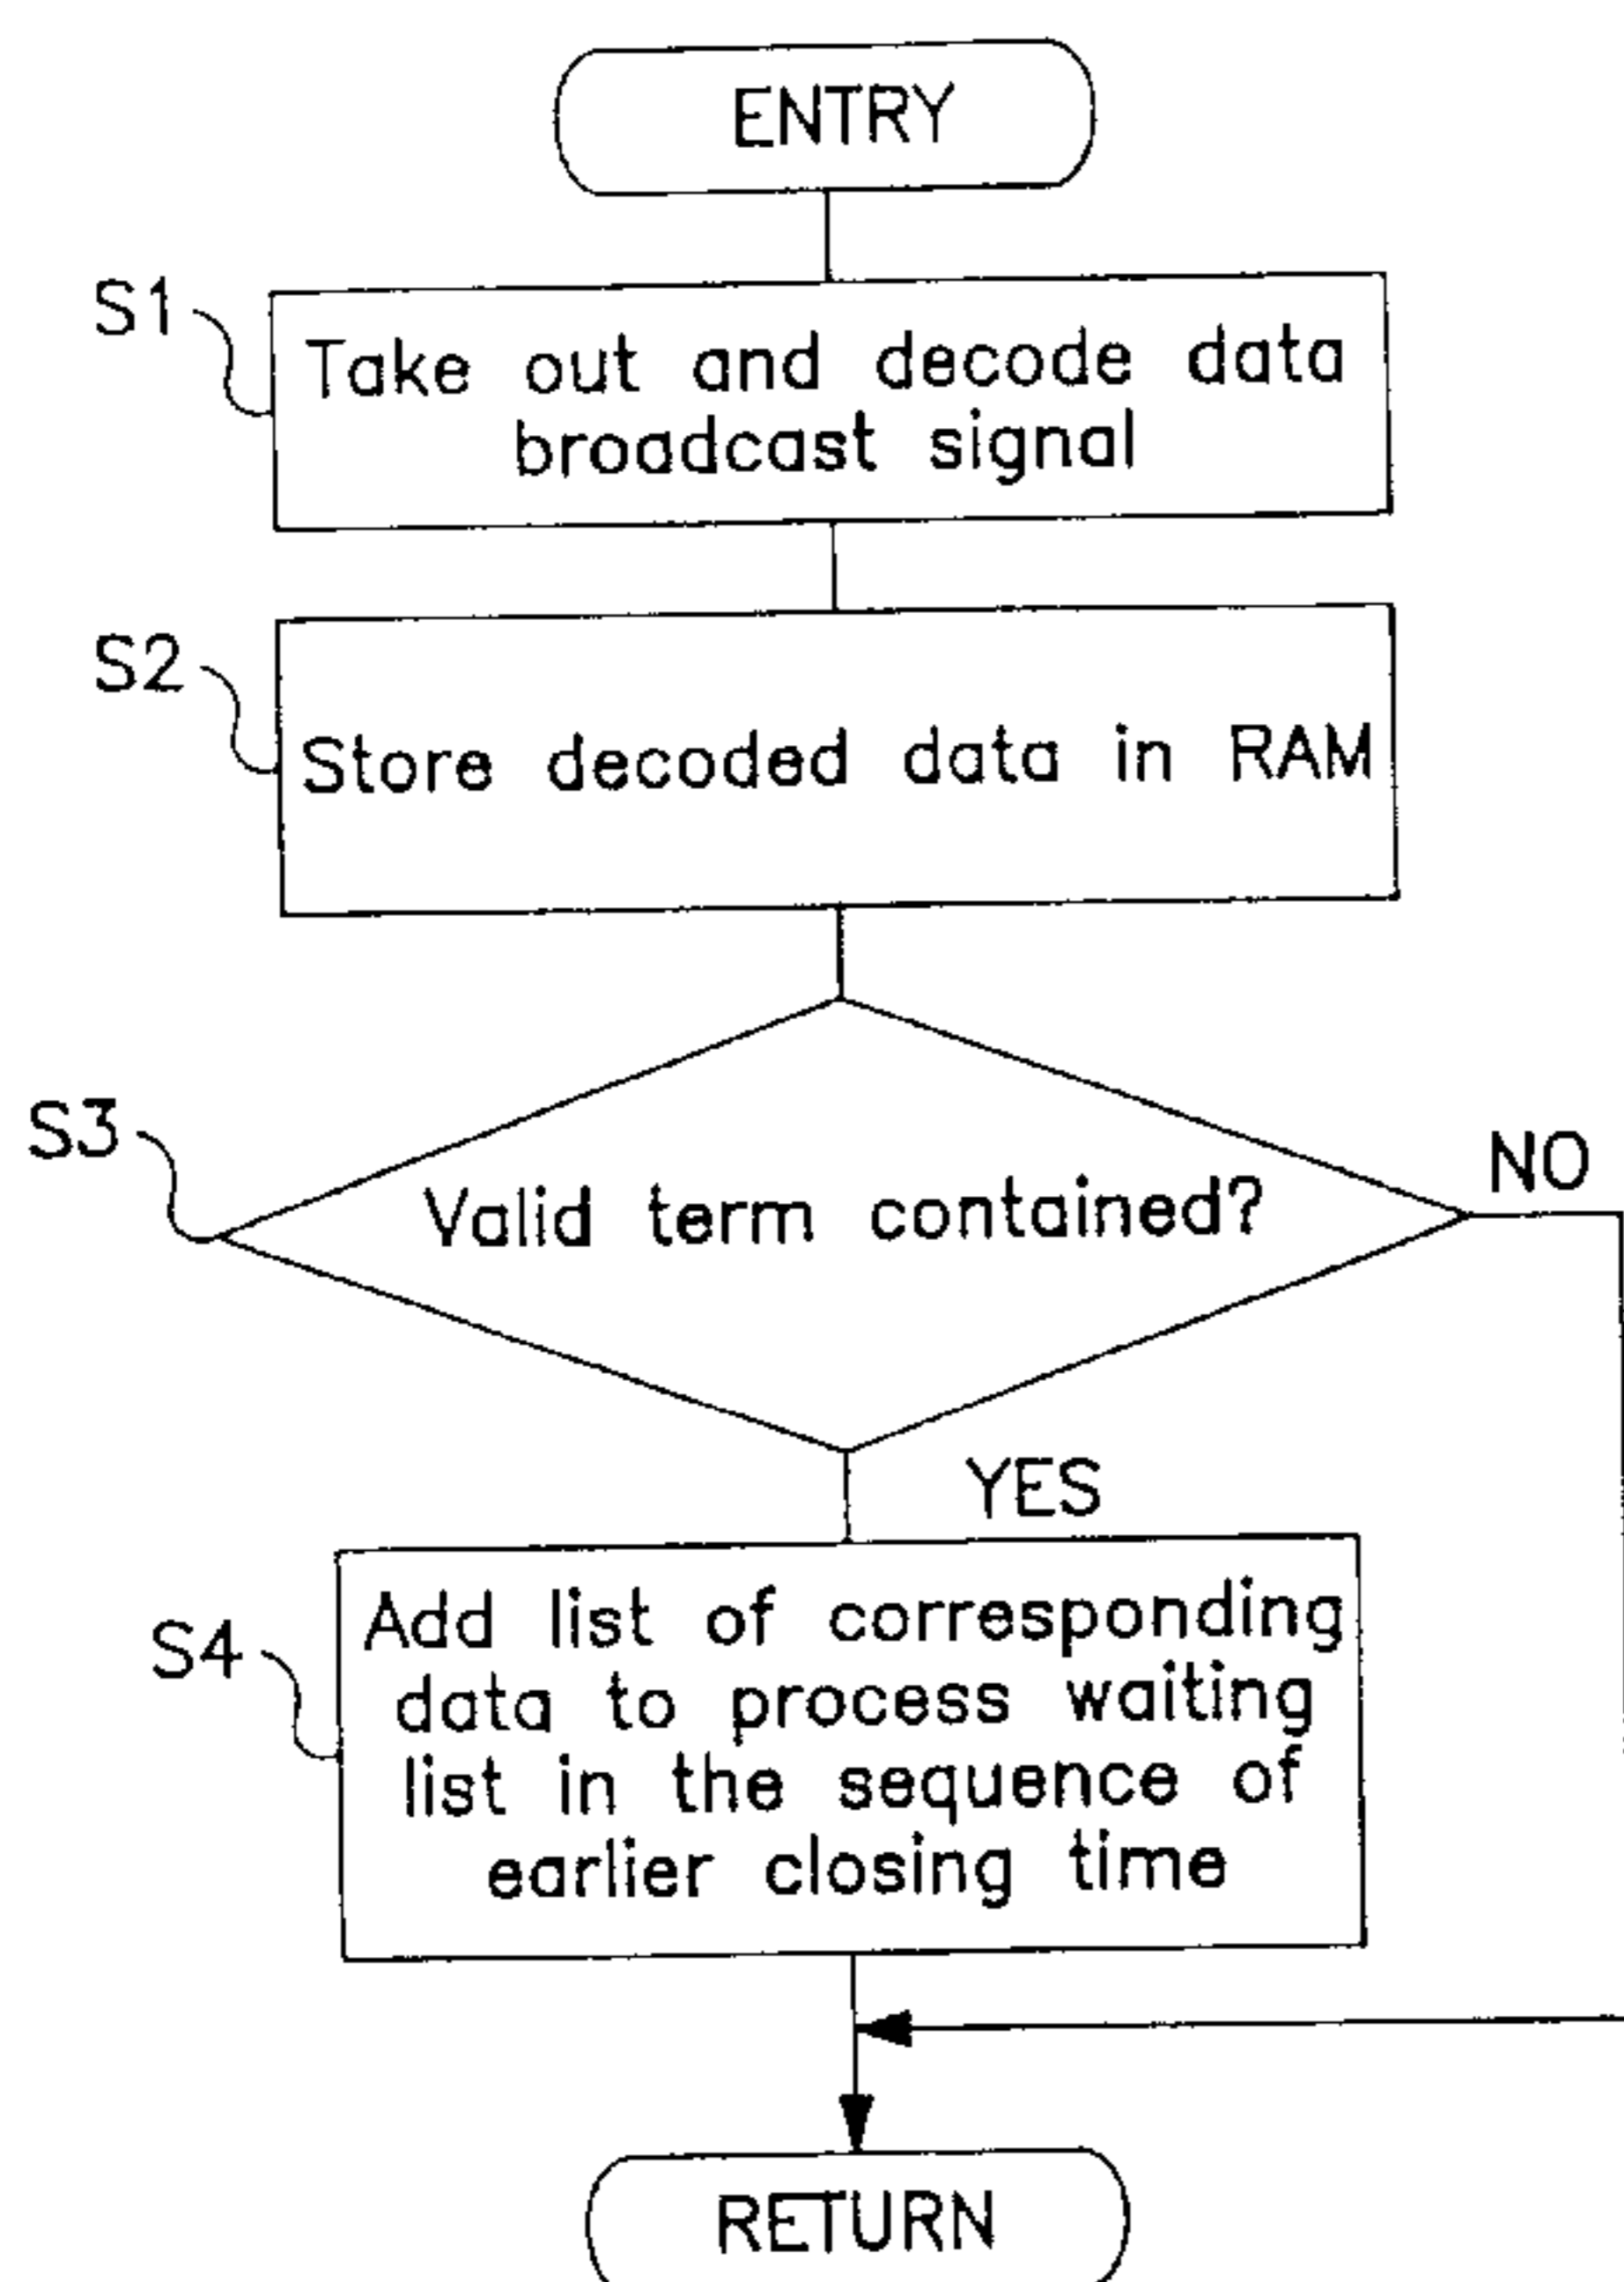 ENTRY
S1
Take out and decode data
broadcast signal
S2
Store decoded data in RAM
S3
Valid term contained?
NO
YES
S4
Add list of corresponding
data to process waiting
list in the sequence of
earlier closing time
RETURN